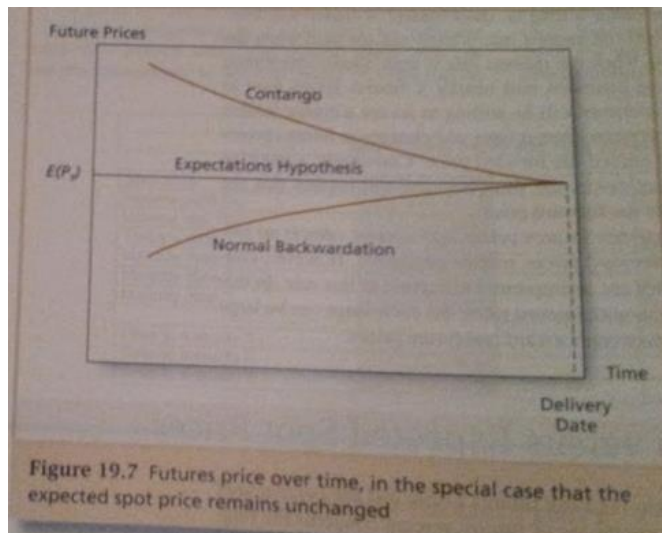 Future Prices
Contango
Expectations Hypothesis
E(P
Normal Backwardation
Time
Delivery
Date
Figure 19.7 Futures price over time, in the special case that the
expected spot price remains unchanged